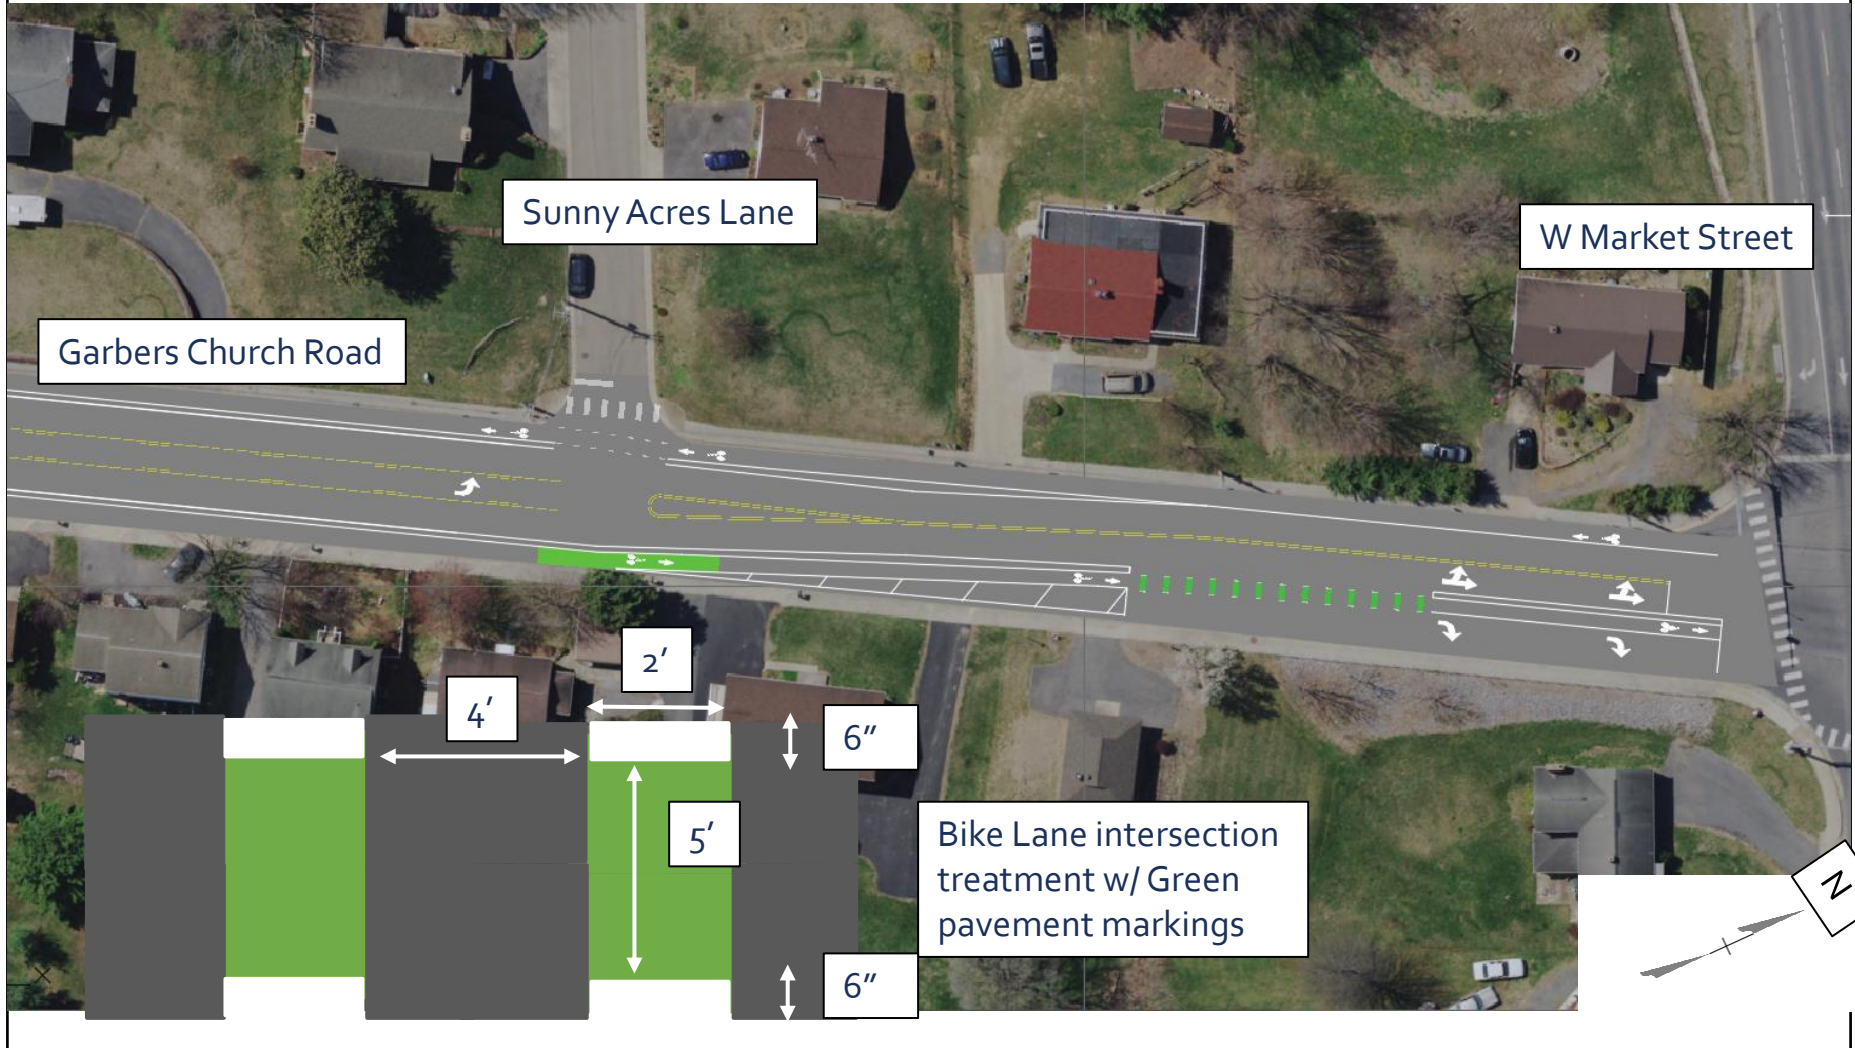 Sunny Acres Lane
W Market Street
Garbers Church Road
2'
4'
6"
5'
Bike Lane intersection
treatment w/ Green
pavement markings
6"
N